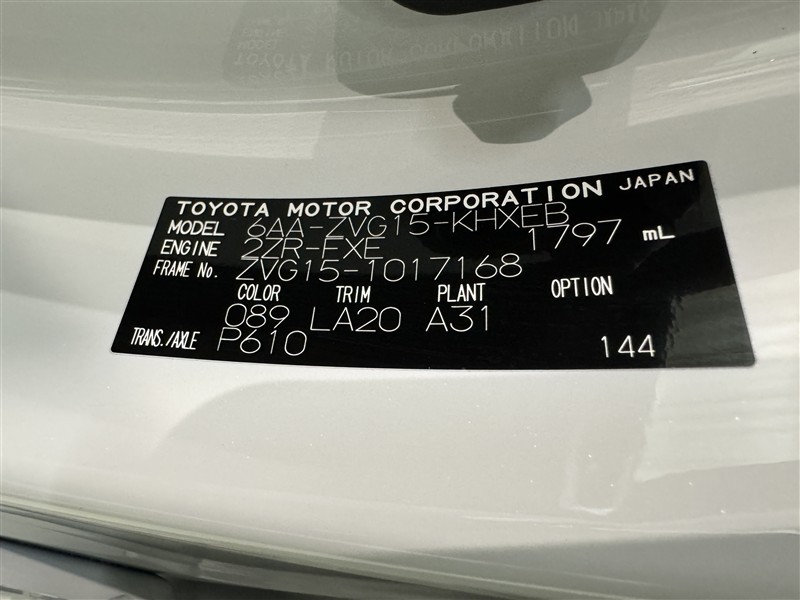 TOYOTA MOTOR CORPORATION JAPAN
MODEL 6AA-ZVG15-KHXEB
ENGINE 2ZR-FXE 1797 mL
FRAME No. ZVG15-1017168
COLOR TRIM PLANT OPTION
089 LA20 A31
TRANS./AXLE P610 144